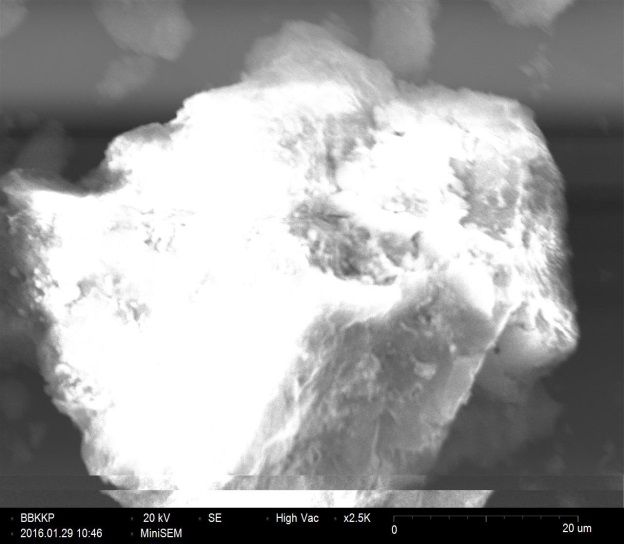 BBKKP 20 kV SE High Vac x2.5K 0 20 um
2016.01.29 10:46 MiniSEM